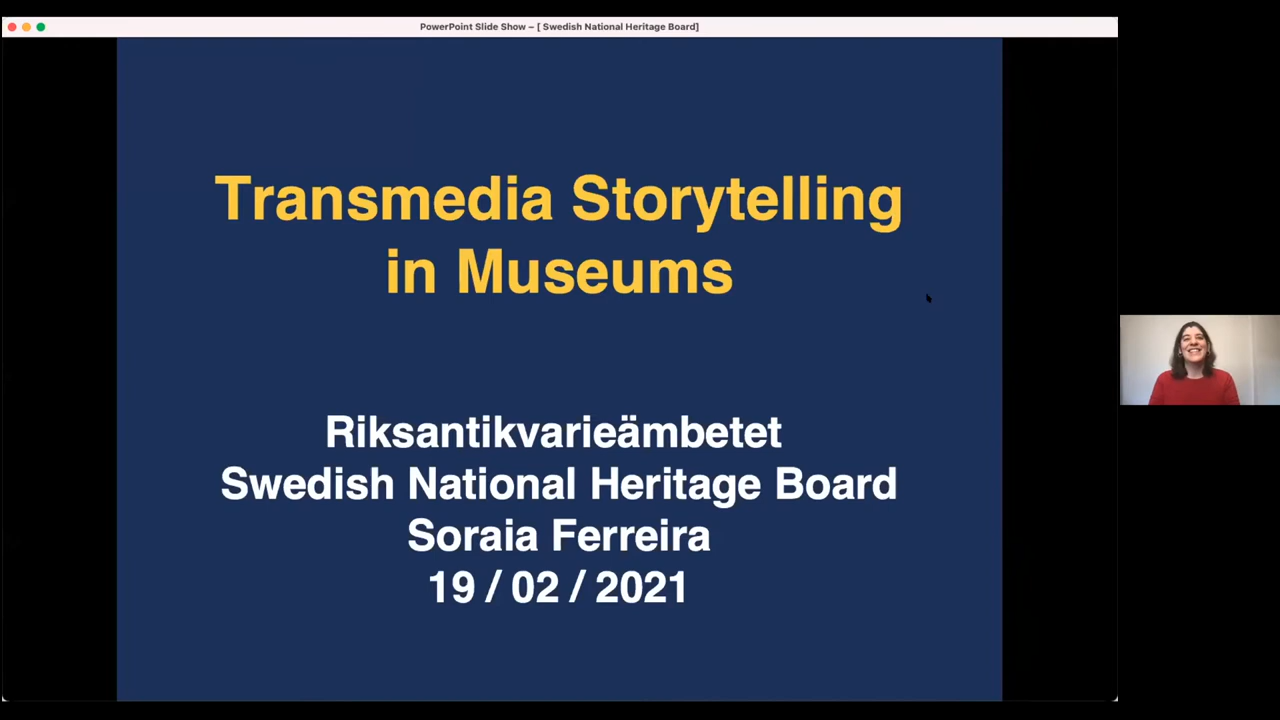 PowerPoint Slide Show – [ Swedish National Heritage Board]
Transmedia Storytelling
in Museums
Riksantikvarieämbetet
Swedish National Heritage Board
Soraia Ferreira
19 / 02 / 2021